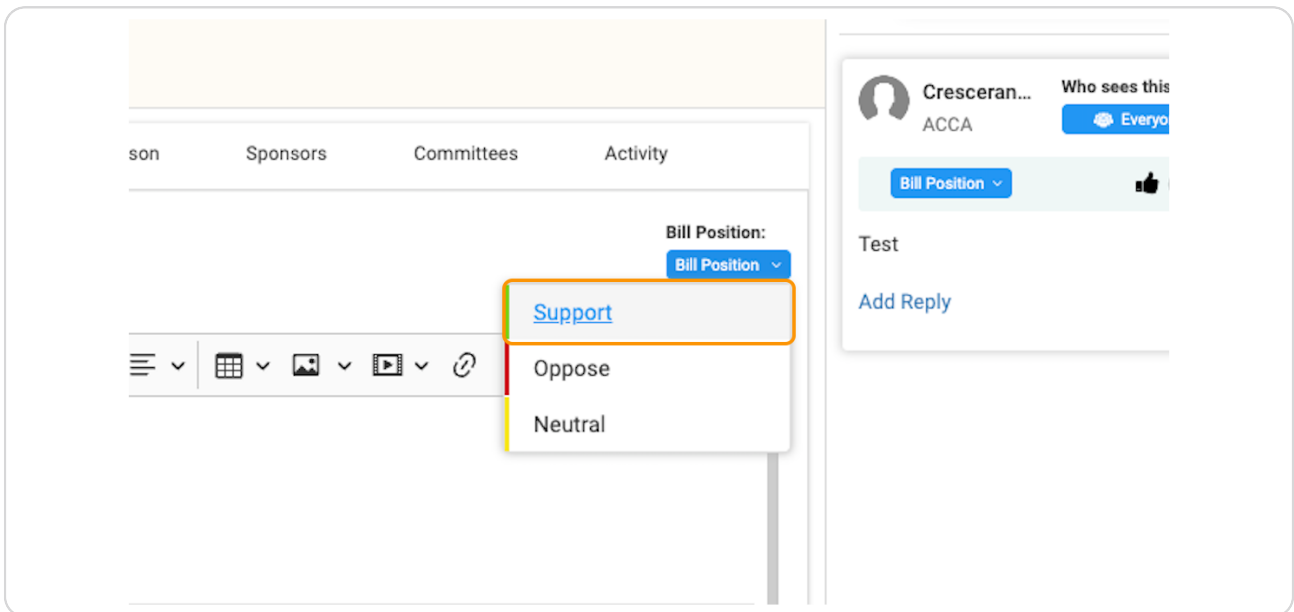 son Sponsors Committees Activity
Bill Position:
Bill Position
Support
Oppose
Neutral
Cresceran...
ACCA
Who sees this
Everyo
Bill Position
Test
Add Reply